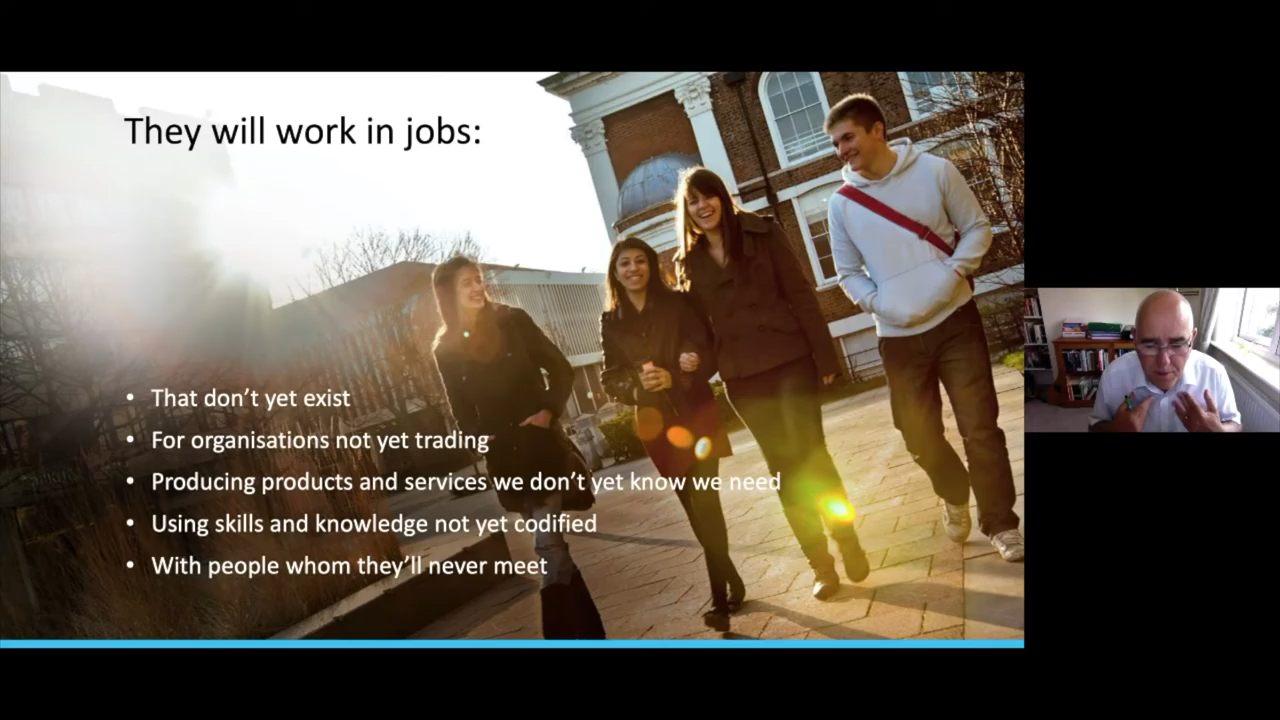 They will work in jobs:
• That don’t yet exist
• For organisations not yet trading
• Producing products and services we don’t yet know we need
• Using skills and knowledge not yet codified
• With people whom they’ll never meet